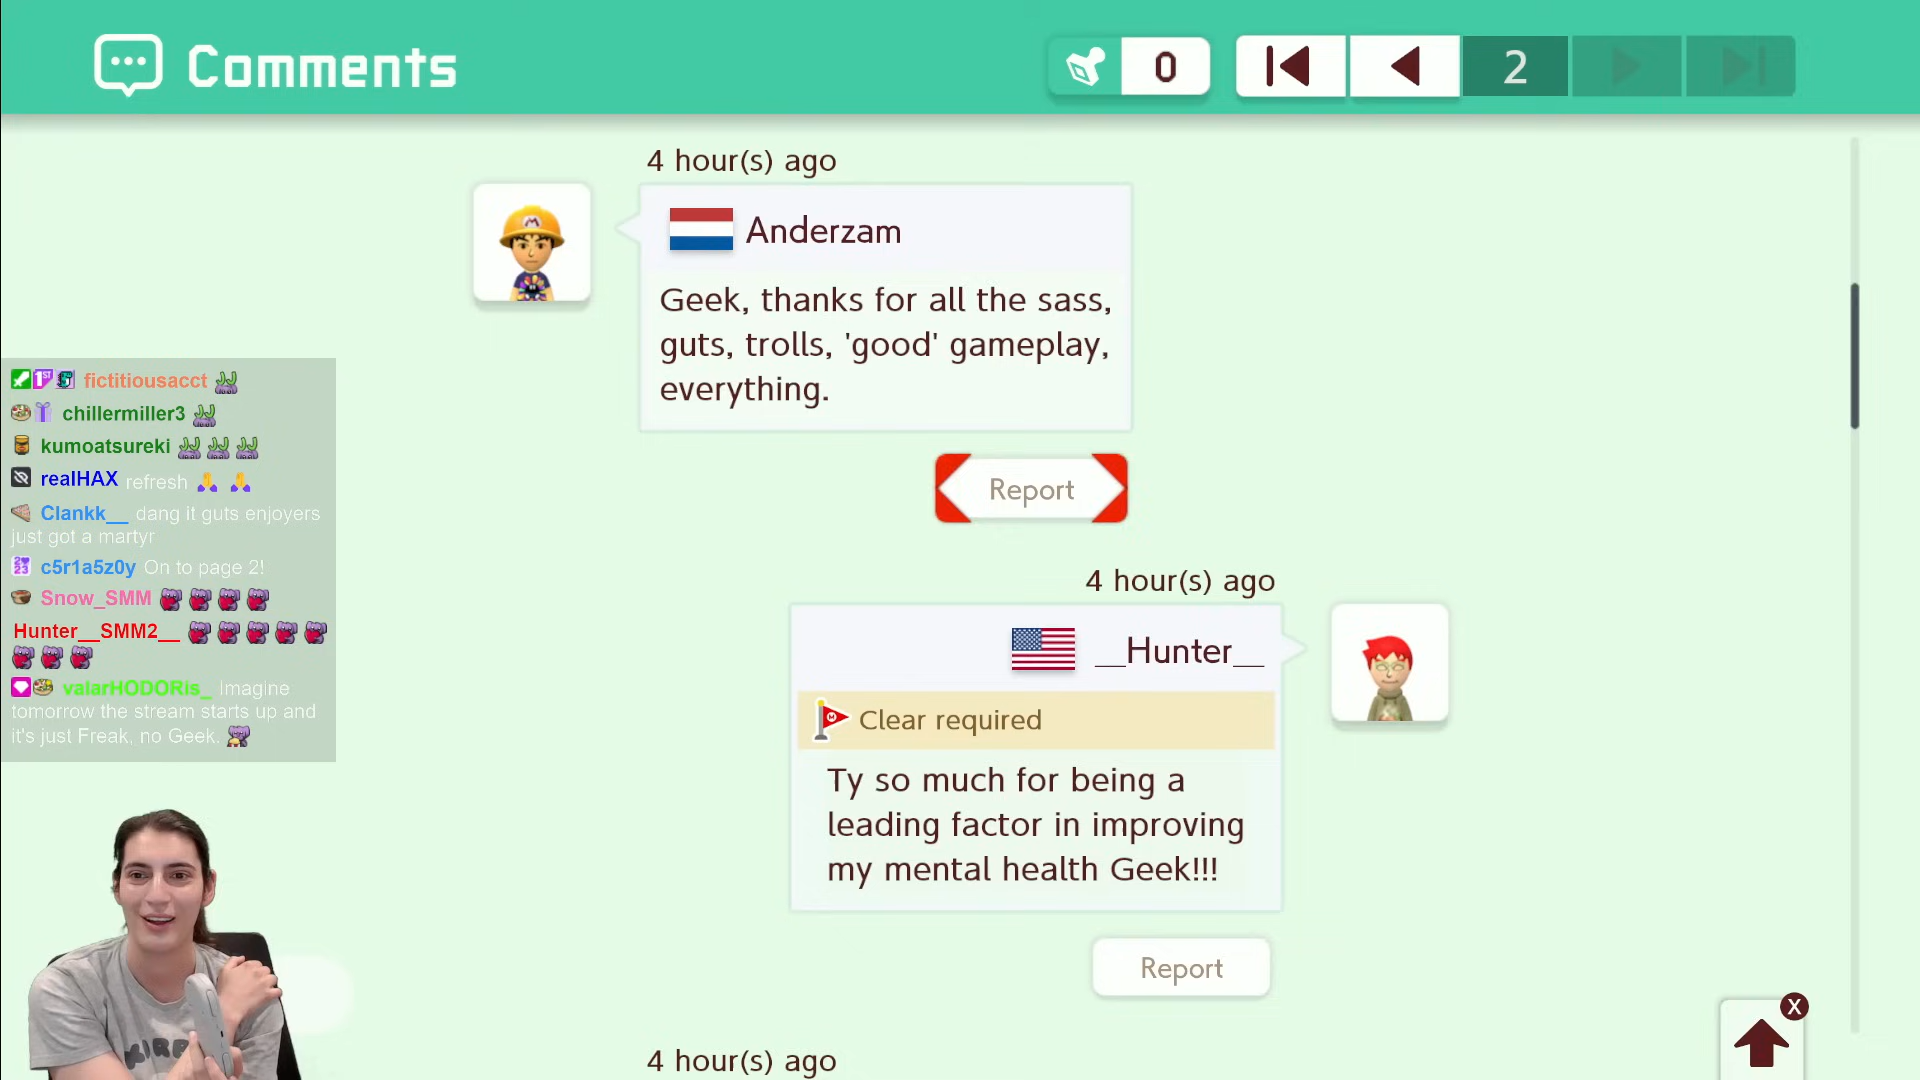 Comments
0
2
4 hour(s) ago
Anderzam
Geek, thanks for all the sass,
guts, trolls, 'good' gameplay,
everything.
Report
4 hour(s) ago
__Hunter__
Clear required
Ty so much for being a
leading factor in improving
my mental health Geek!!!
Report
4 hour(s) ago
X
fictitiousacct
chillermiller3
kumoatsureki
realHAX refresh
Clankk__ dang it guts enjoyers
just got a martyr
c5r1a5z0y On to page 2!
Snow_SMM
Hunter__SMM2__
valarHODORis_ Imagine
tomorrow the stream starts up and
it's just Freak, no Geek.